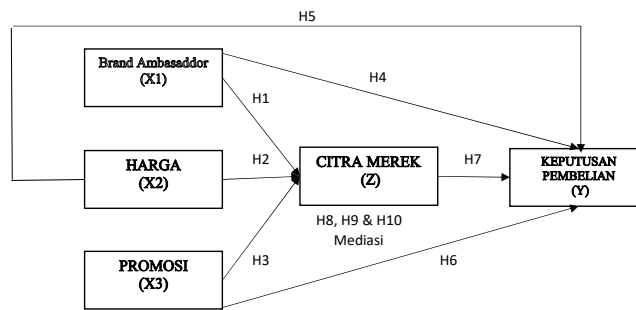 H5
Brand Ambasaddor
(X1)
H4
H1
HARGA
(X2)
H2
CITRA MEREK
(Z)
H7
KEPUTUSAN
PEMBELIAN
(Y)
H8, H9 & H10
Mediasi
H3
H6
PROMOSI
(X3)